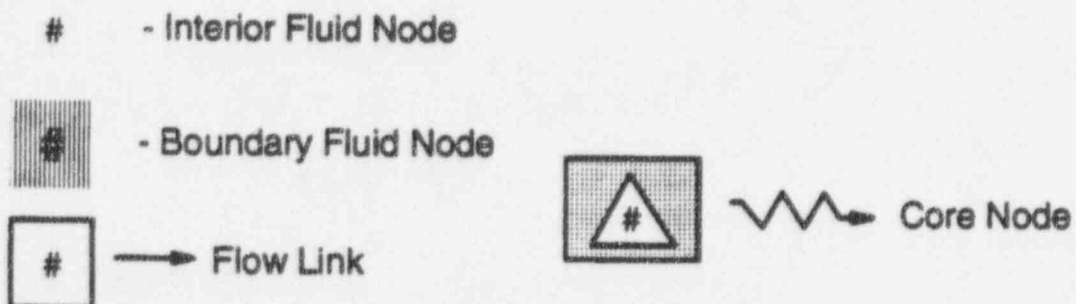 # - Interior Fluid Node
# - Boundary Fluid Node
# Flow Link
# Core Node